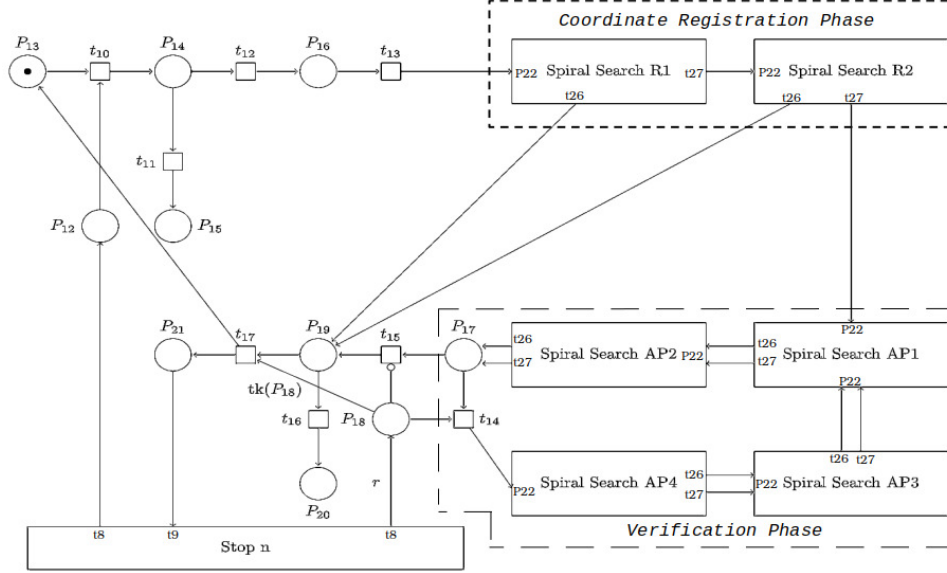 Coordinate Registration Phase
P13 t10 P14 t12 P16 t13
P22 Spiral Search R1 t27 P22 Spiral Search R2
t26 t26 t27
t11
P12 P15
P21 t17 P19 t15 P17 P22
t26 t26
Spiral Search AP2 P22 Spiral Search AP1
t27 t27
P22
tk(P18)
t16 P18 t14
t26 t27
t26
P22 Spiral Search AP4 P22 Spiral Search AP3
t27
r
P20
Verification Phase
t8 t9 t8
Stop n